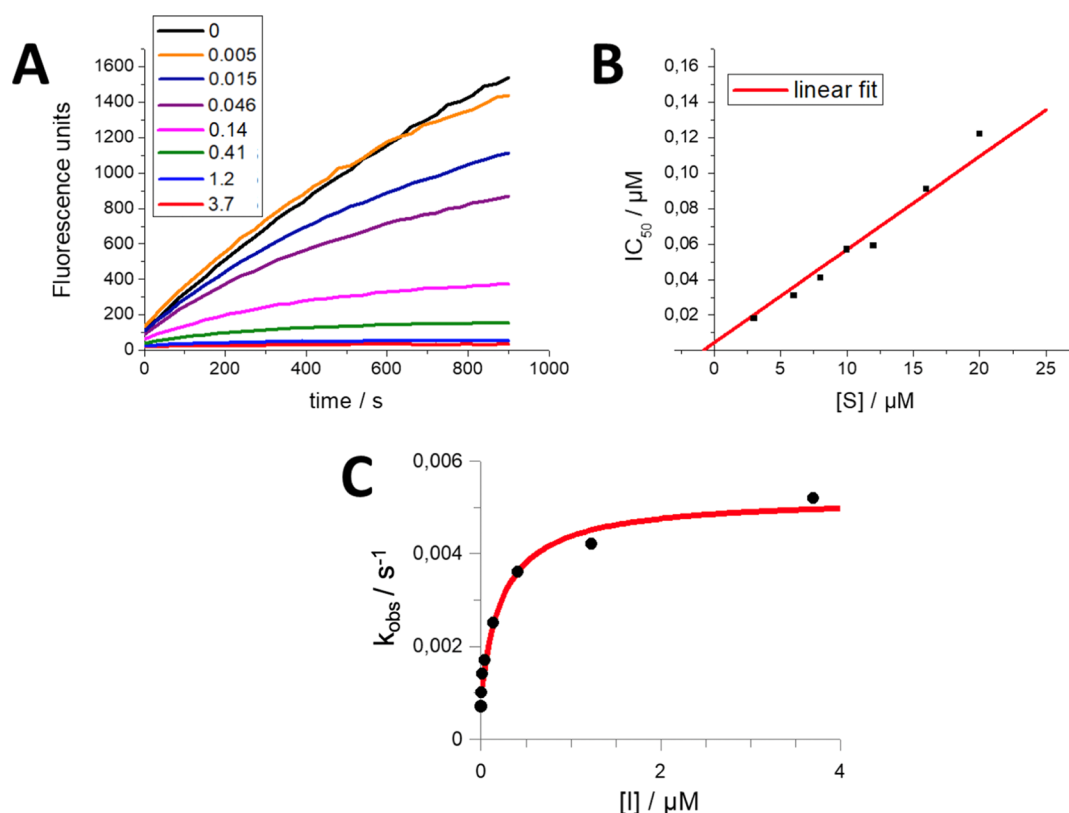 A
0
0.005
0.015
0.046
0.14
0.41
1.2
3.7
1600
1400
1200
1000
800
600
400
200
0
Fluorescence units
0 200 400 600 800 1000
time / s
B
linear fit
0,16
0,14
0,12
0,10
0,08
0,06
0,04
0,02
IC50 / µM
0 5 10 15 20 25
[S] / µM
C
0,006
0,004
0,002
0
kobs / s-1
0 2 4
[I] / µM